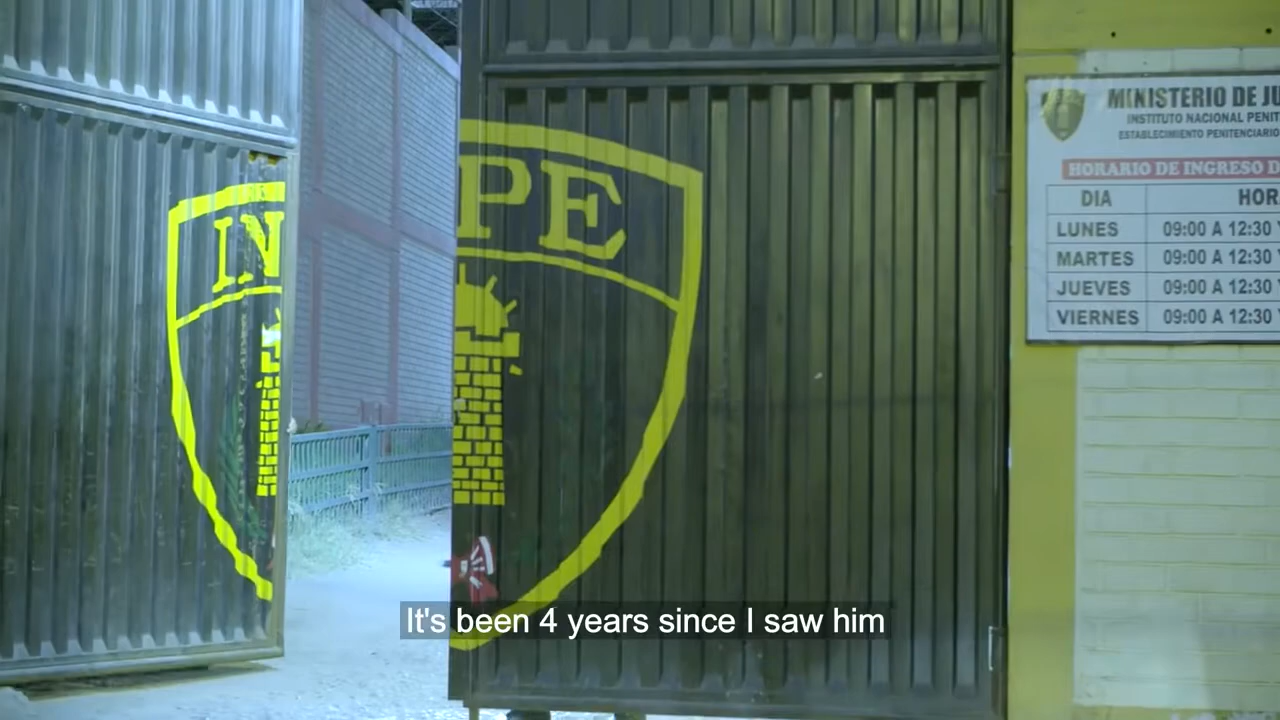 IN
PE
MINISTERIO DE JU
INSTITUTO NACIONAL PENIT
ESTABLECIMIENTO PENITENCIARIO
HORARIO DE INGRESO D
DIA HOR
LUNES 09:00 A 12:30 Y
MARTES 09:00 A 12:30 Y
JUEVES 09:00 A 12:30 Y
VIERNES 09:00 A 12:30 Y
It's been 4 years since I saw him